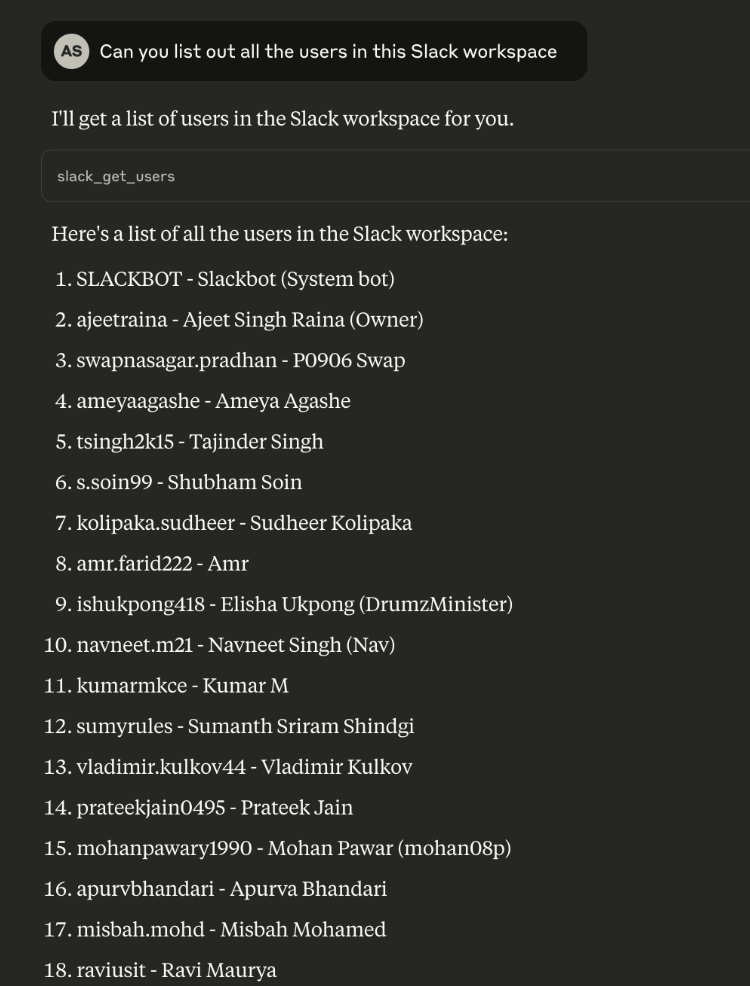 AS Can you list out all the users in this Slack workspace
I'll get a list of users in the Slack workspace for you.
slack_get_users
Here's a list of all the users in the Slack workspace:
1. SLACKBOT - Slackbot (System bot)
2. ajeetraina - Ajeet Singh Raina (Owner)
3. swapnasagar.pradhan - P0906 Swap
4. ameyaagashe - Ameya Agashe
5. tsingh2k15 - Tajinder Singh
6. s.soin99 - Shubham Soin
7. kolipaka.sudheer - Sudheer Kolipaka
8. amr.farid222 - Amr
9. ishukpong418 - Elisha Ukpong (DrumzMinister)
10. navneet.m21 - Navneet Singh (Nav)
11. kumarmkce - Kumar M
12. sumyrules - Sumanth Sriram Shindgi
13. vladimir.kulkov44 - Vladimir Kulkov
14. prateekjain0495 - Prateek Jain
15. mohanpawary1990 - Mohan Pawar (mohan08p)
16. apurvbhandari - Apurva Bhandari
17. misbah.mohd - Misbah Mohamed
18. raviusit - Ravi Maurya